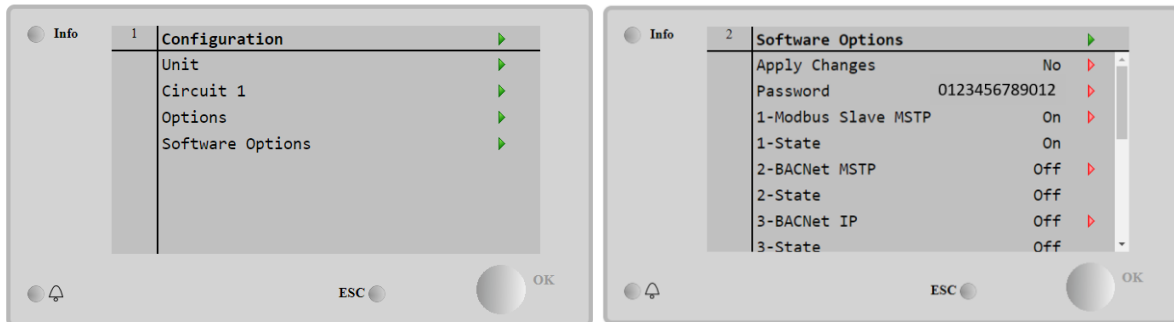 Info
1 Configuration
Unit
Circuit 1
Options
Software Options
ESC
OK
Info
2 Software Options
Apply Changes No
Password 0123456789012
1-Modbus Slave MSTP On
1-State On
2-BACNet MSTP Off
2-State Off
3-BACNet IP Off
3-State Off
ESC
OK